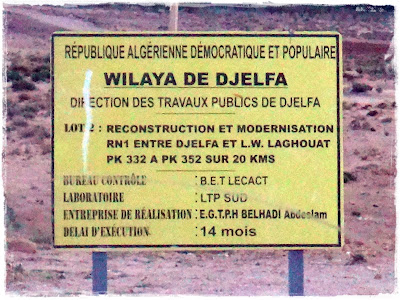 RÉPUBLIQUE ALGÉRIENNE DÉMOCRATIQUE ET POPULAIRE
WILAYA DE DJELFA
DIRECTION DES TRAVAUX PUBLICS DE DJELFA
LOT 2 : RECONSTRUCTION ET MODERNISATION
RN1 ENTRE DJELFA ET L.W. LAGHOUAT
PK 332 A PK 352 SUR 20 KMS
BUREAU CONTRÔLE : B.E.T LECACT
LABORATOIRE : LTP SUD
ENTREPRISE DE RÉALISATION : E.G.T.P.H BELHADI Abdeslam
DELAI D'EXÉCUTION : 14 mois